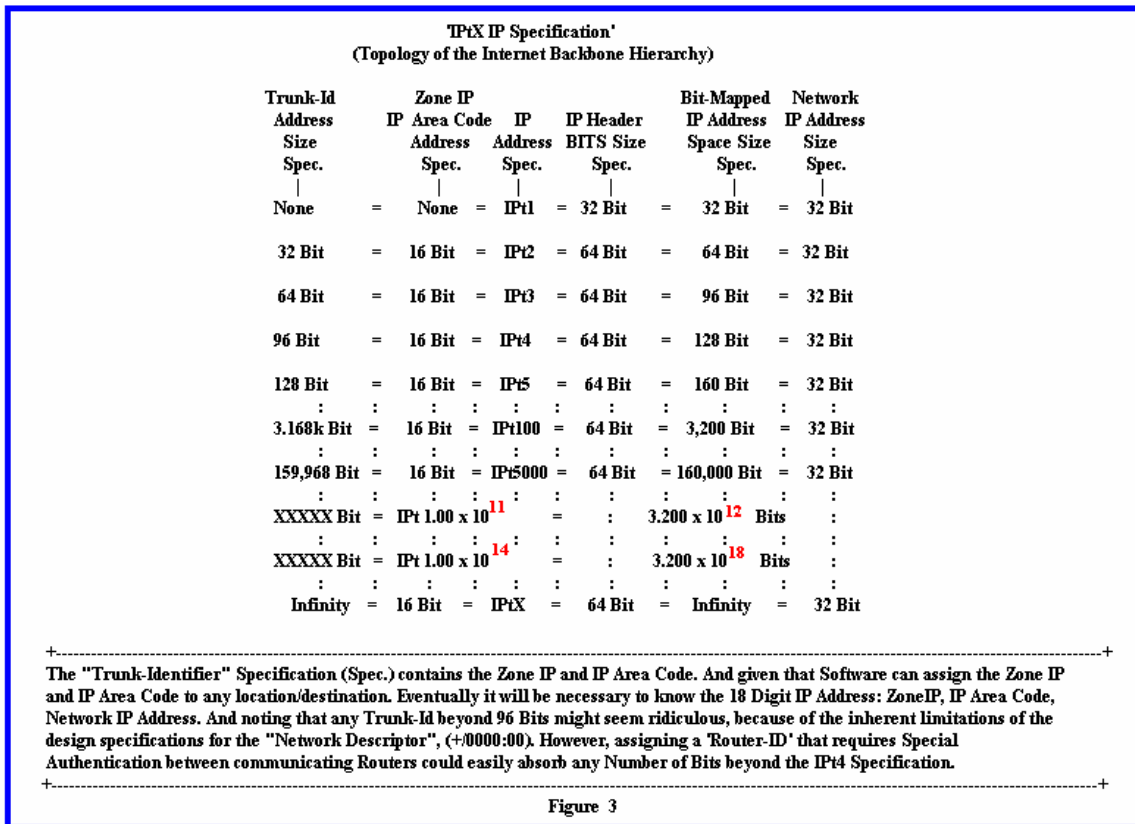 'IPtX IP Specification'
(Topology of the Internet Backbone Hierarchy)
Trunk-Id Zone IP Bit-Mapped Network
Address IP Area Code IP IP Header IP Address IP Address
Size Address Address BITS Size Space Size Size
Spec. Spec. Spec. Spec. Spec. Spec.
| | | | | |
None = None = IPt1 = 32 Bit = 32 Bit = 32 Bit
32 Bit = 16 Bit = IPt2 = 64 Bit = 64 Bit = 32 Bit
64 Bit = 16 Bit = IPt3 = 64 Bit = 96 Bit = 32 Bit
96 Bit = 16 Bit = IPt4 = 64 Bit = 128 Bit = 32 Bit
128 Bit = 16 Bit = IPt5 = 64 Bit = 160 Bit = 32 Bit
: : : : : : : : : : :
3.168k Bit = 16 Bit = IPt100 = 64 Bit = 3,200 Bit = 32 Bit
: : : : : : : : : : :
159,968 Bit = 16 Bit = IPt5000 = 64 Bit = 160,000 Bit = 32 Bit
: : : : : : : : : : :
XXXXX Bit = IPt 1.00 x 10^11 = : 3.200 x 10^12 Bits :
: : : : : : : : : : :
XXXXX Bit = IPt 1.00 x 10^14 = : 3.200 x 10^18 Bits :
: : : : : : : : : : :
Infinity = 16 Bit = IPtX = 64 Bit = Infinity = 32 Bit
The "Trunk-Identifier" Specification (Spec.) contains the Zone IP and IP Area Code. And given that Software can assign the Zone IP
and IP Area Code to any location/destination. Eventually it will be necessary to know the 18 Digit IP Address: ZoneIP, IP Area Code,
Network IP Address. And noting that any Trunk-Id beyond 96 Bits might seem ridiculous, because of the inherent limitations of the
design specifications for the "Network Descriptor", (+/0000:00). However, assigning a 'Router-ID' that requires Special
Authentication between communicating Routers could easily absorb any Number of Bits beyond the IPt4 Specification.
Figure 3